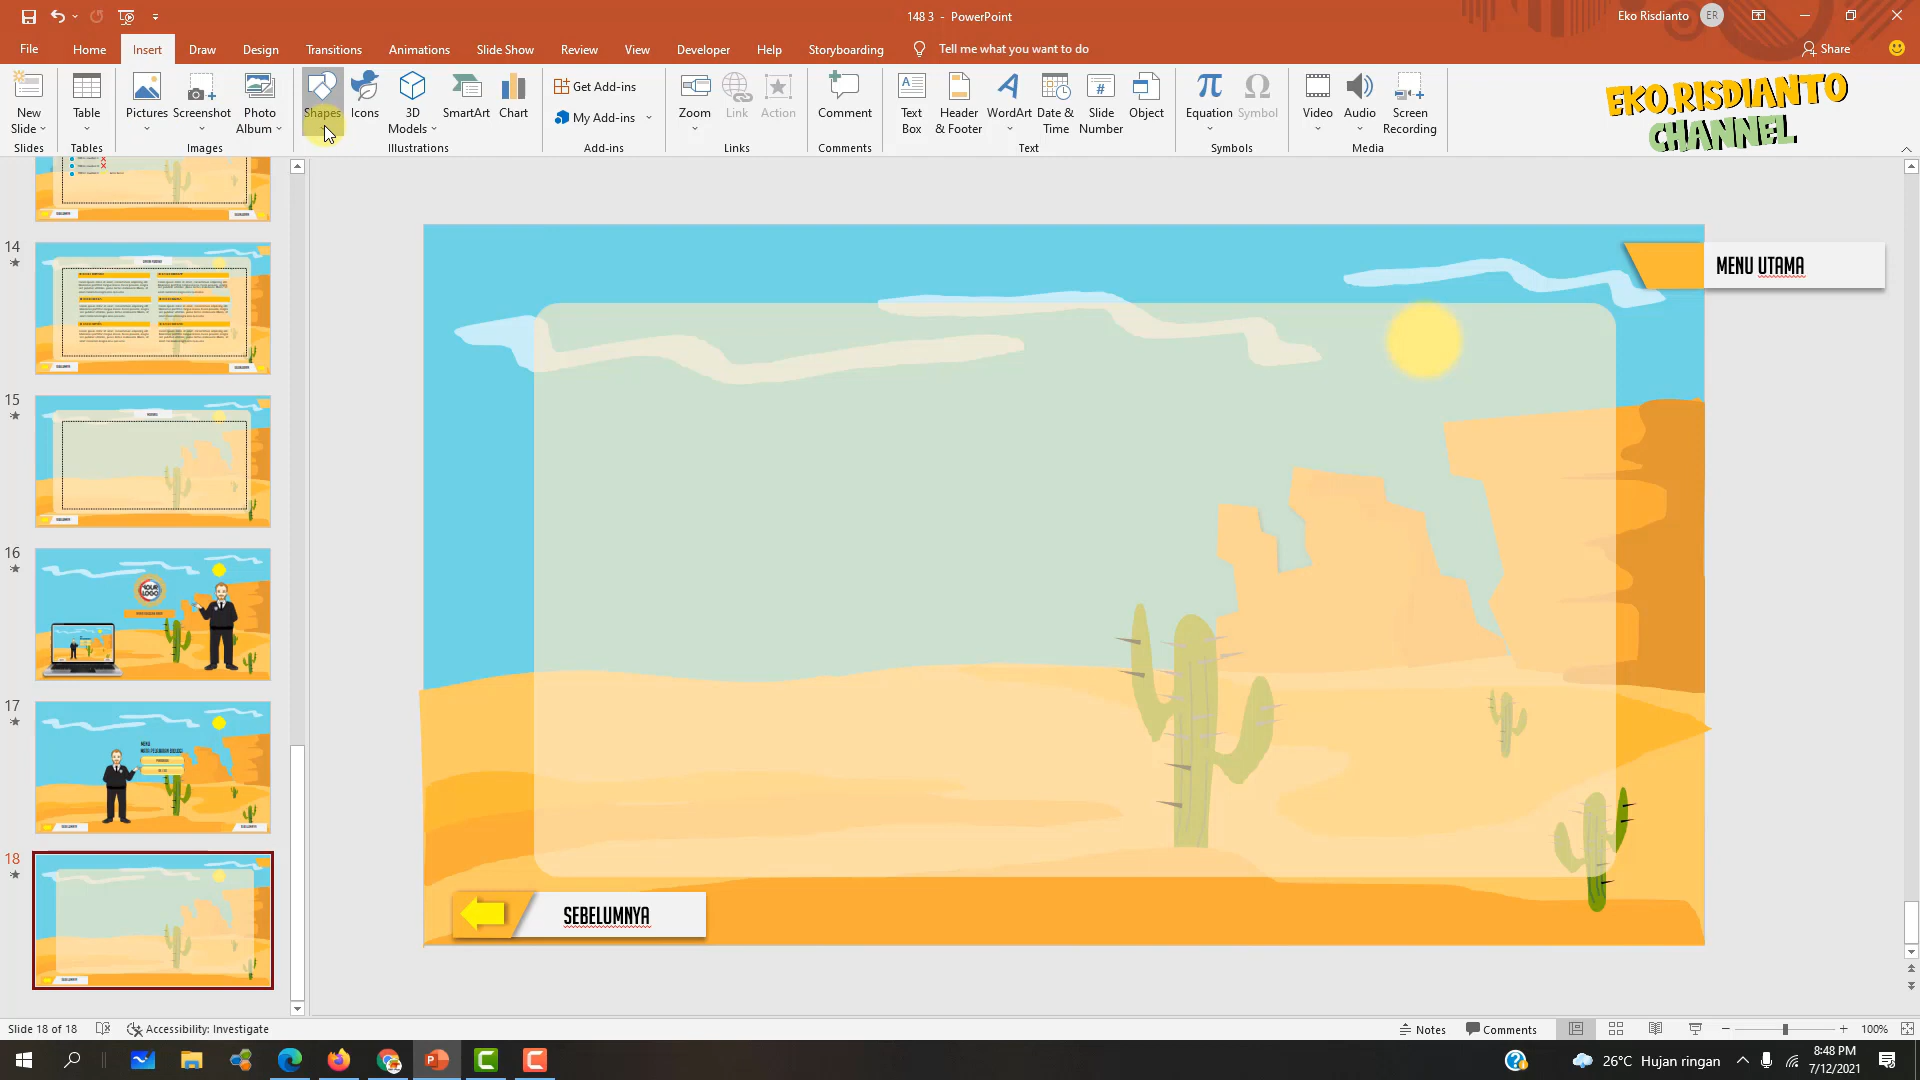 148 3 - PowerPoint
Eko Risdianto
ER
File
Home
Insert
Draw
Design
Transitions
Animations
Slide Show
Review
View
Developer
Help
Storyboarding
Tell me what you want to do
Share
New
Slide
Slides
Table
Tables
Pictures
Screenshot
Photo
Album
Images
Shapes
Icons
3D
Models
SmartArt
Chart
Illustrations
Get Add-ins
My Add-ins
Add-ins
Zoom
Link
Action
Links
Comment
Comments
Text
Box
Header
& Footer
WordArt
Date &
Time
Slide
Number
Object
Text
Equation
Symbol
Symbols
Video
Audio
Screen
Recording
Media
EKO.RISDIANTO
CHANNEL
14
15
16
YOUR
LOGO
17
18
MENU UTAMA
SEBELUMNYA
Slide 18 of 18
Accessibility: Investigate
Notes
Comments
100%
26°C Hujan ringan
8:48 PM
7/12/2021